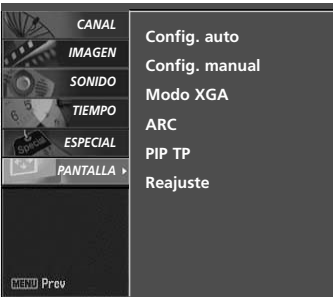 CANAL
IMAGEN
SONIDO
TIEMPO
ESPECIAL
PANTALLA
Config. auto
Config. manual
Modo XGA
ARC
PIP TP
Reajuste
MENU Prev